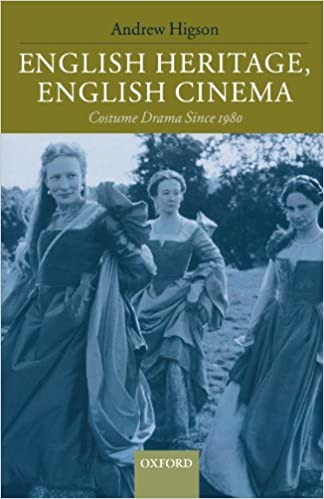 Andrew Higson
ENGLISH HERITAGE,
ENGLISH CINEMA
Costume Drama Since 1980
OXFORD